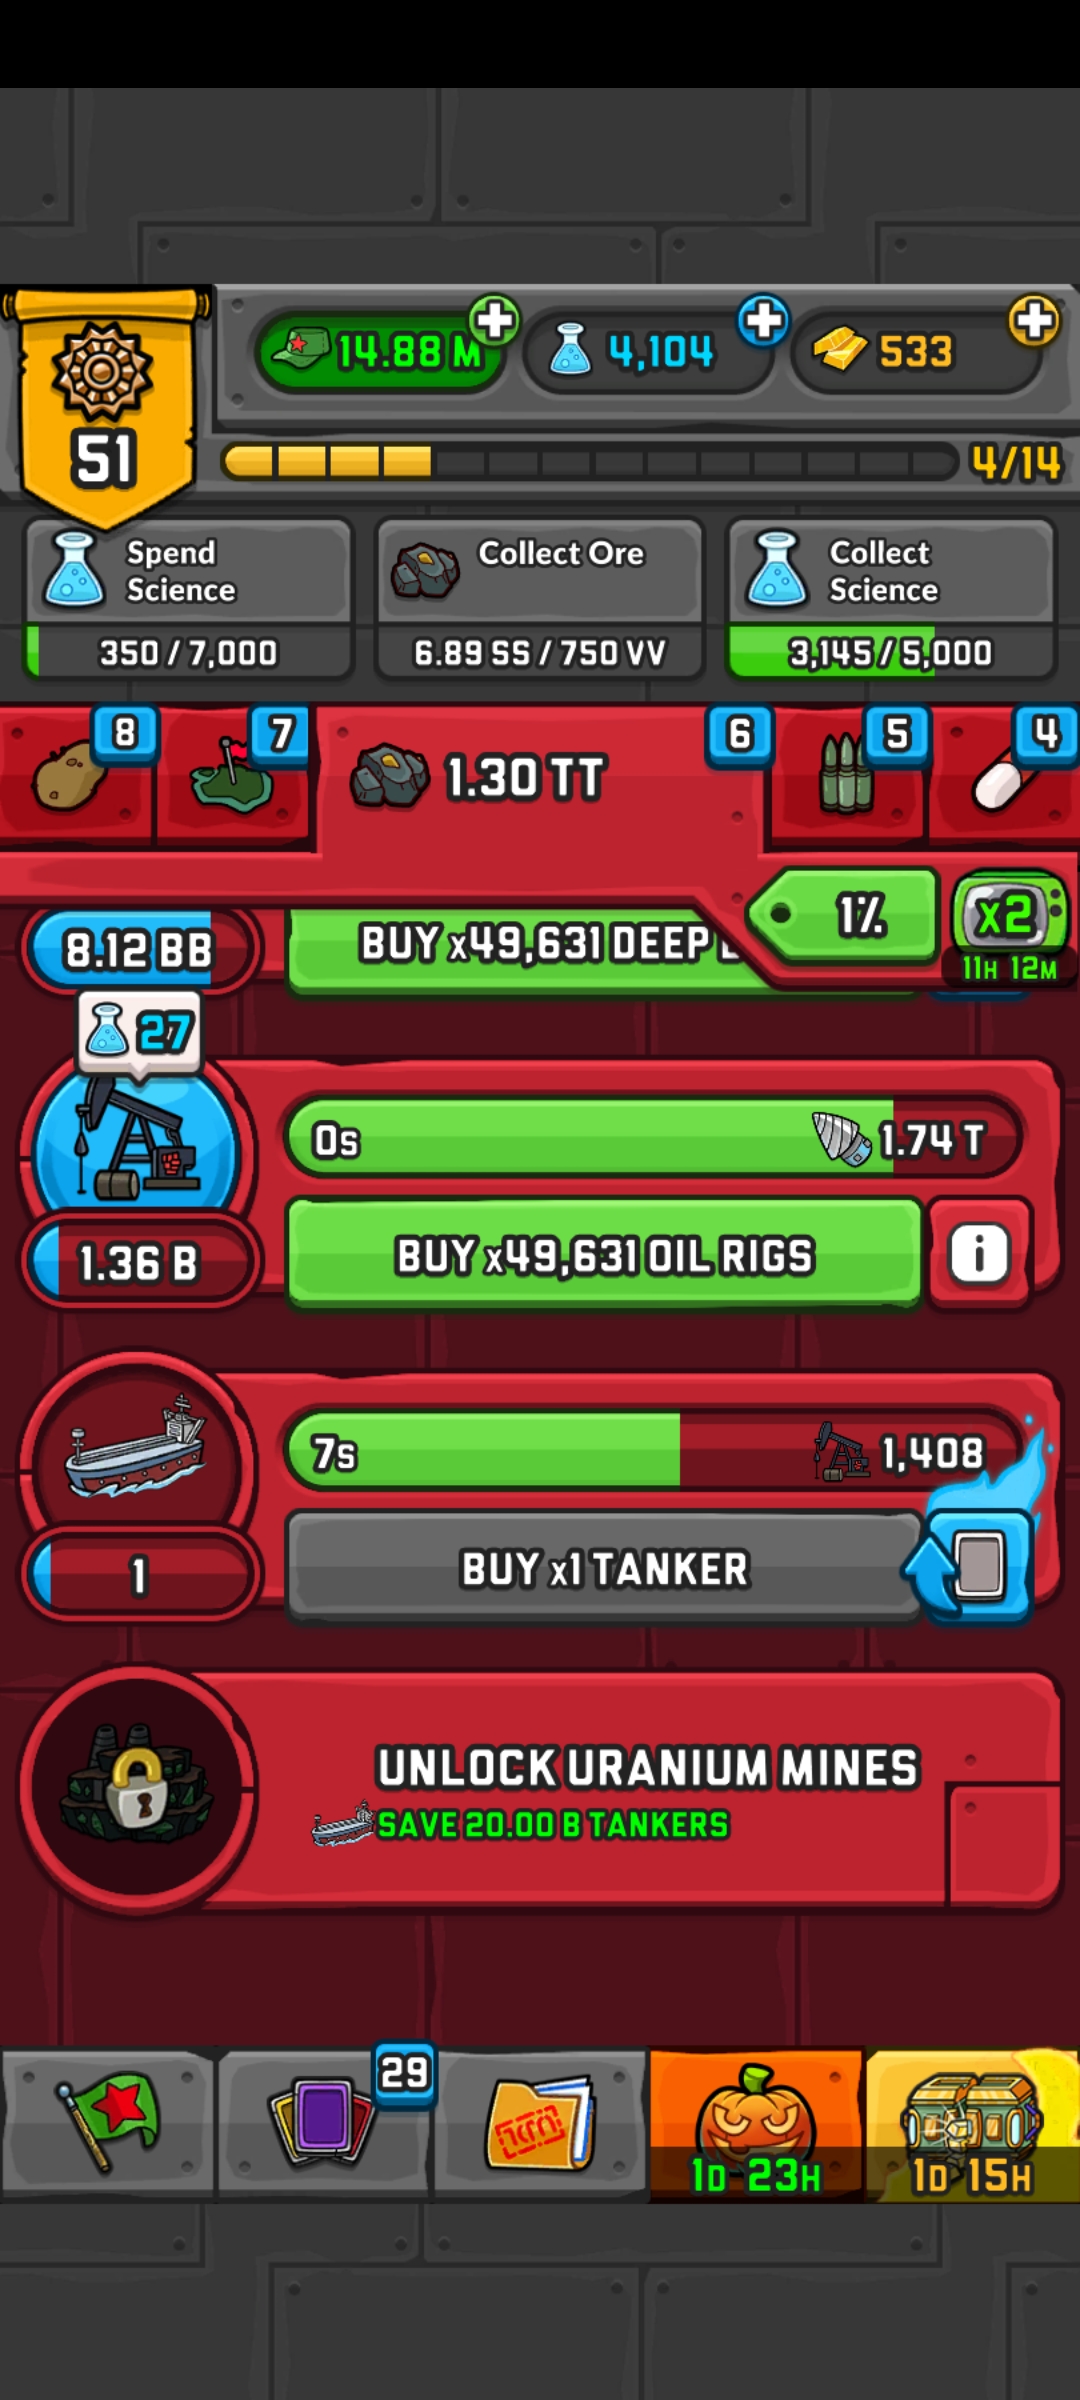 14.88 M
4,104
533
51
4/14
Spend
Science
350 / 7,000
Collect Ore
6.89 SS / 750 VV
Collect
Science
3,145 / 5,000
8
7
1.30 TT
6
5
4
1%
x2
11H 12M
8.12 BB
BUY x49,631 DEEP
27
0s
1.74 T
1.36 B
BUY x49,631 OIL RIGS
i
7s
1,408
1
BUY x1 TANKER
UNLOCK URANIUM MINES
SAVE 20.00 B TANKERS
29
1D 23H
1D 15H